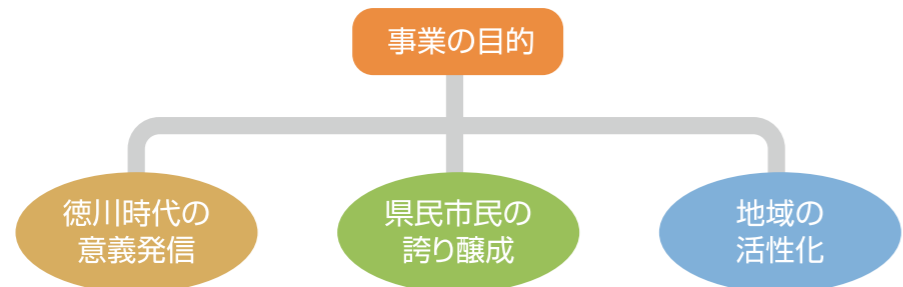 事業の目的
徳川時代の
意義発信
県民市民の
誇り醸成
地域の
活性化